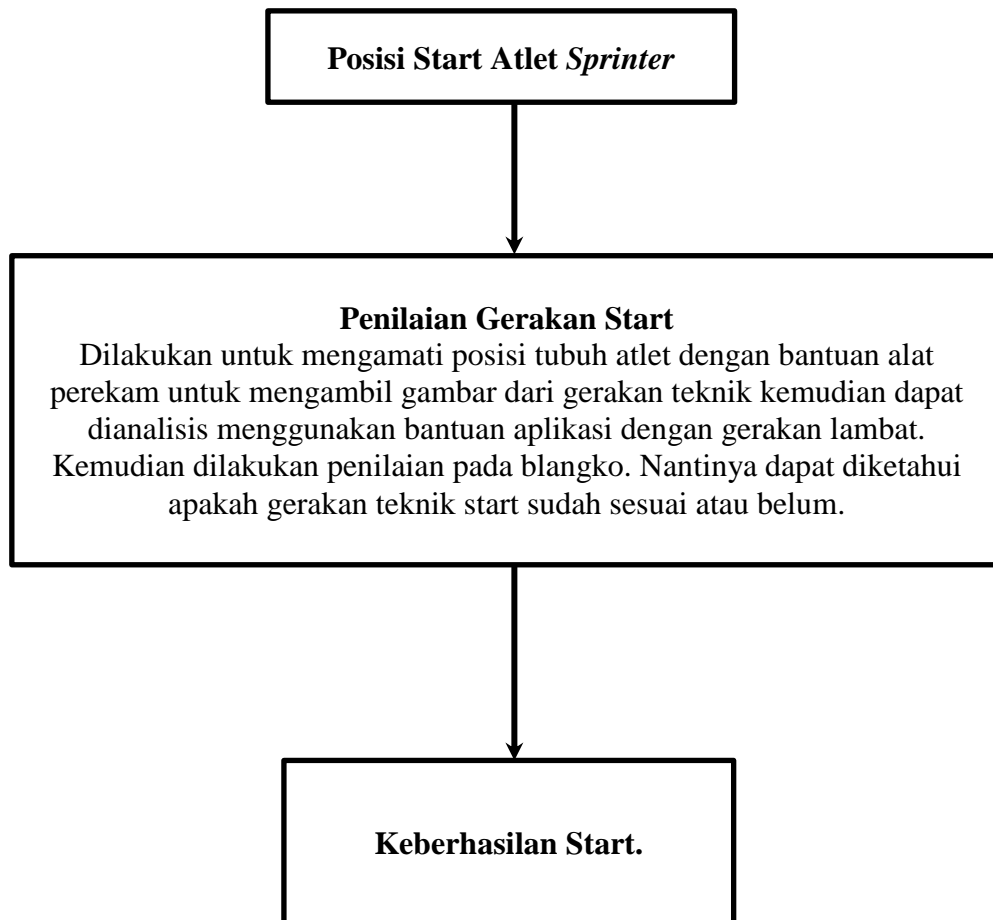 Posisi Start Atlet Sprinter
Penilaian Gerakan Start
Dilakukan untuk mengamati posisi tubuh atlet dengan bantuan alat
perekam untuk mengambil gambar dari gerakan teknik kemudian dapat
dianalisis menggunakan bantuan aplikasi dengan gerakan lambat.
Kemudian dilakukan penilaian pada blangko. Nantinya dapat diketahui
apakah gerakan teknik start sudah sesuai atau belum.
Keberhasilan Start.